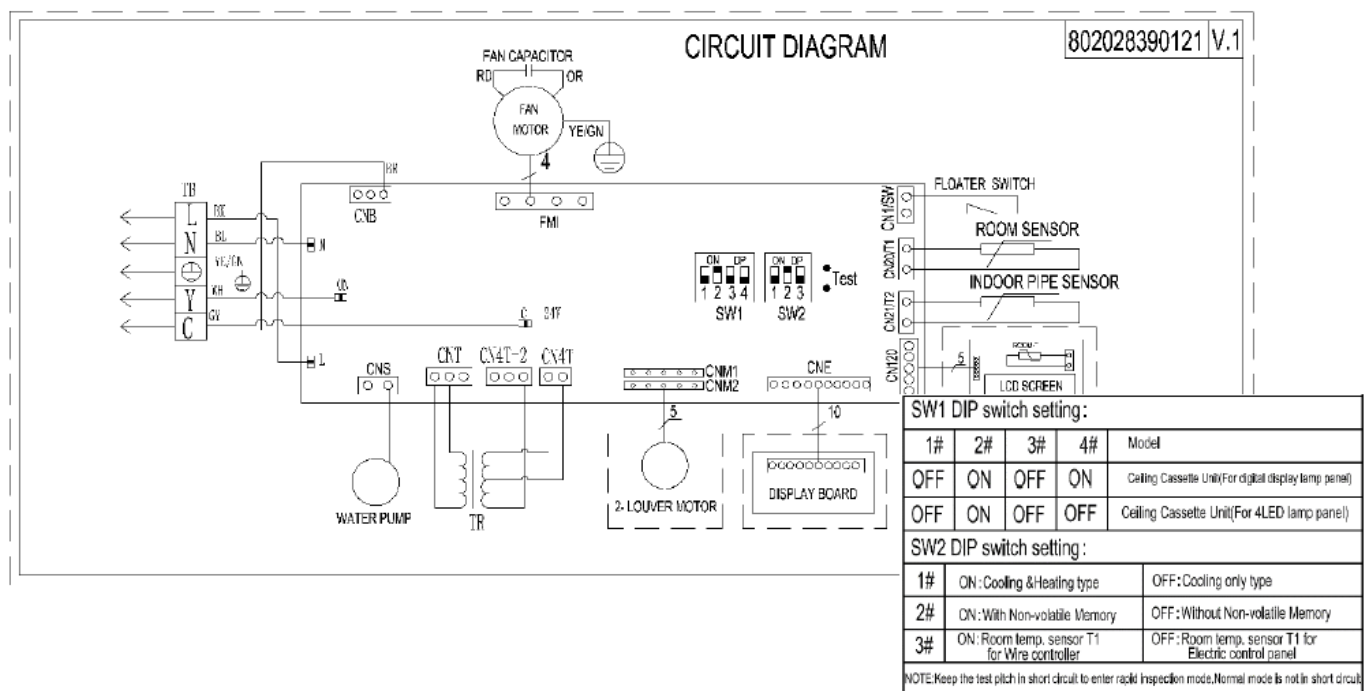 CIRCUIT DIAGRAM
802028390121 V.1
FAN CAPACITOR
RD OR
FAN
MOTOR
YE/GN
4
BR
CNB
FMI
TB
L BK
N BL N
YE/GN
Y KH
C GY C 24V
L
CN1/SW
FLOATER SWITCH
CN20/T1
ROOM SENSOR
CN21/T2
INDOOR PIPE SENSOR
ON DP
1 2 3 4
SW1
ON DP
1 2 3
SW2
Test
CN120
5
ROOM-T
LCD SCREEN
CNS
CNT
CN4T-2
CN4T
CNM1
CNM2
CNE
5
10
WATER PUMP
TR
2- LOUVER MOTOR
DISPLAY BOARD
SW1 DIP switch setting:
1# 2# 3# 4# Model
OFF ON OFF ON Ceiling Cassette Unit(For digital display lamp panel)
OFF ON OFF OFF Ceiling Cassette Unit(For 4LED lamp panel)
SW2 DIP switch setting:
1# ON:Cooling &Heating type OFF:Cooling only type
2# ON:With Non-volatile Memory OFF:Without Non-volatile Memory
3# ON:Room temp. sensor T1 for Wire controller OFF:Room temp. sensor T1 for Electric control panel
NOTE:Keep the test pitch in short circuit to enter rapid inspection mode,Normal mode is not in short circuit